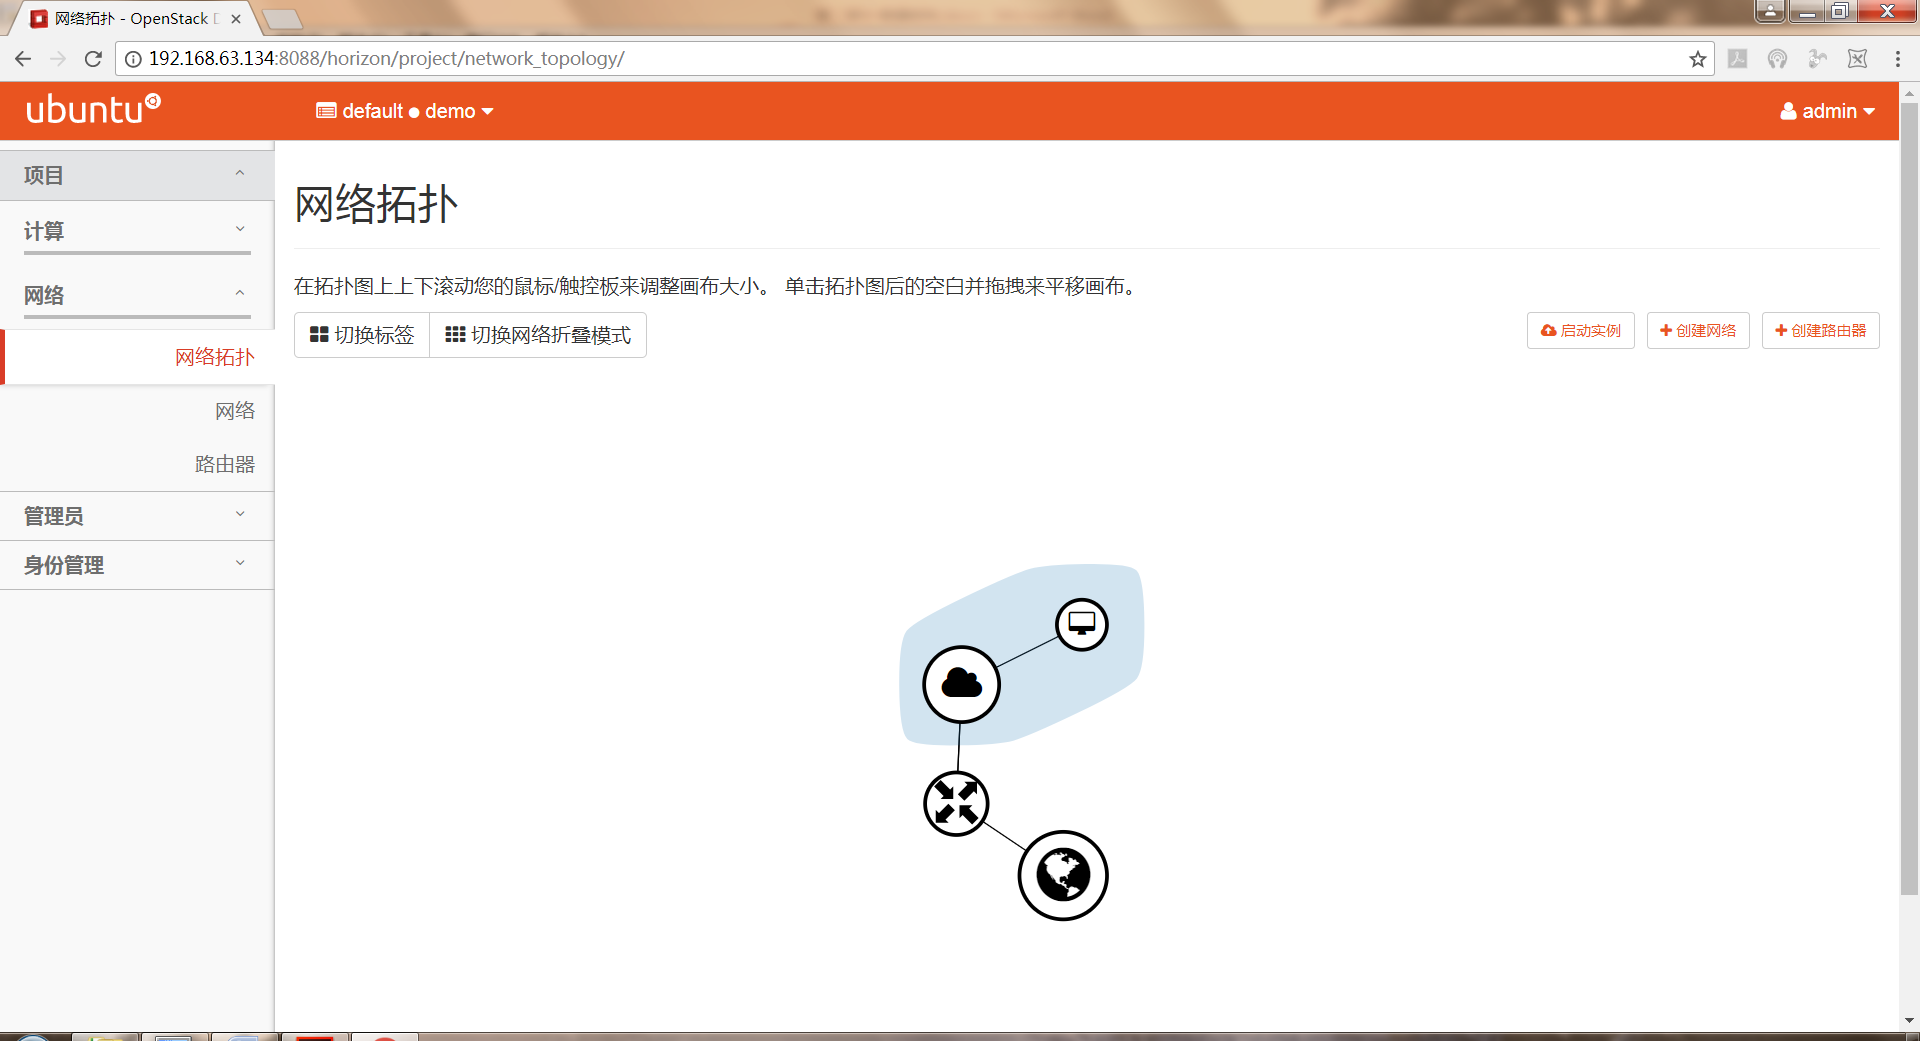 网络拓扑 - OpenStack D
192.168.63.134:8088/horizon/project/network_topology/
ubuntu
default ● demo
admin
项目
计算
网络
网络拓扑
网络
路由器
管理员
身份管理
网络拓扑
在拓扑图上上下滚动您的鼠标/触控板来调整画布大小。 单击拓扑图后的空白并拖拽来平移画布。
切换标签
切换网络折叠模式
启动实例
创建网络
创建路由器